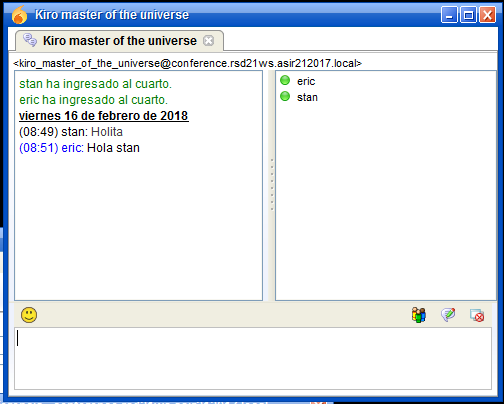 Kiro master of the universe
Kiro master of the universe
<kiro_master_of_the_universe@conference.rsd21ws.asir212017.local>
stan ha ingresado al cuarto.
eric ha ingresado al cuarto.
viernes 16 de febrero de 2018
(08:49) stan: Holita
(08:51) eric: Hola stan
eric
stan